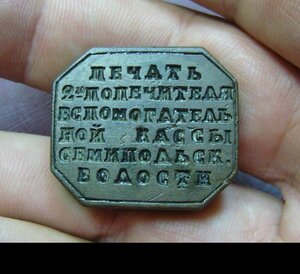 ПЕЧАТЬ
2го ПОПЕЧИТЕЛЯ
ВСПОМОГАТЕЛЬ
НОЙ КАССЫ
СЕМИПОЛЬСК.
ВОЛОСТИ